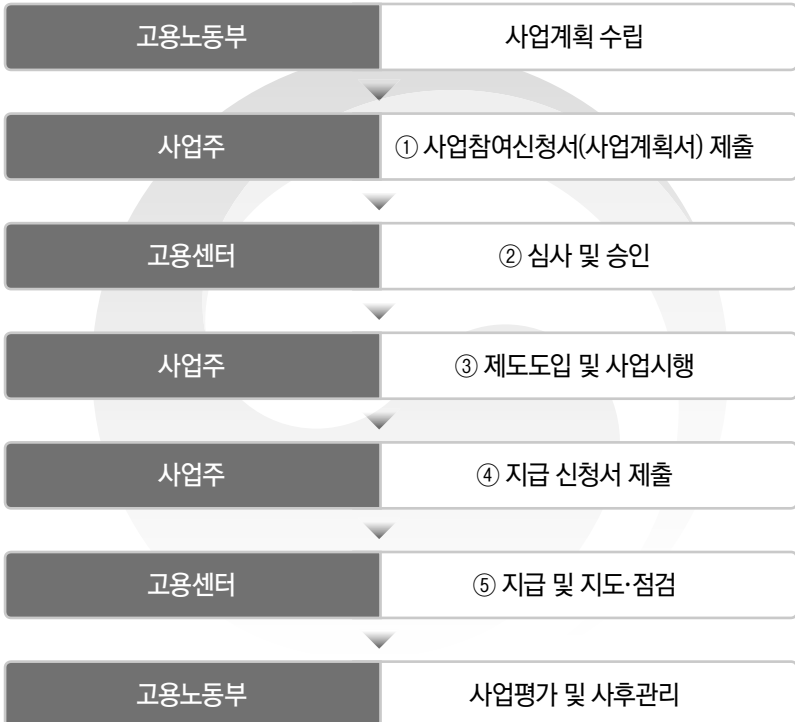 고용노동부 사업계획 수립
사업주 ① 사업참여신청서(사업계획서) 제출
고용센터 ② 심사 및 승인
사업주 ③ 제도도입 및 사업시행
사업주 ④ 지급 신청서 제출
고용센터 ⑤ 지급 및 지도·점검
고용노동부 사업평가 및 사후관리